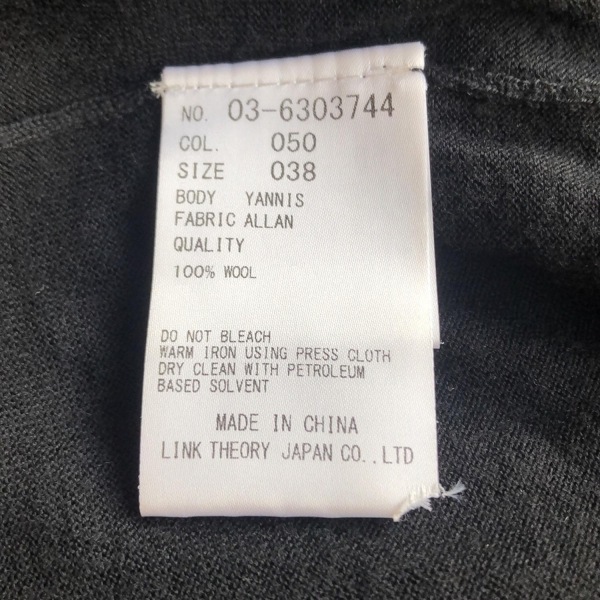 NO. 03-6303744
COL. 050
SIZE 038
BODY YANNIS
FABRIC ALLAN
QUALITY
100% WOOL
DO NOT BLEACH
WARM IRON USING PRESS CLOTH
DRY CLEAN WITH PETROLEUM
BASED SOLVENT
MADE IN CHINA
LINK THEORY JAPAN CO.,LTD